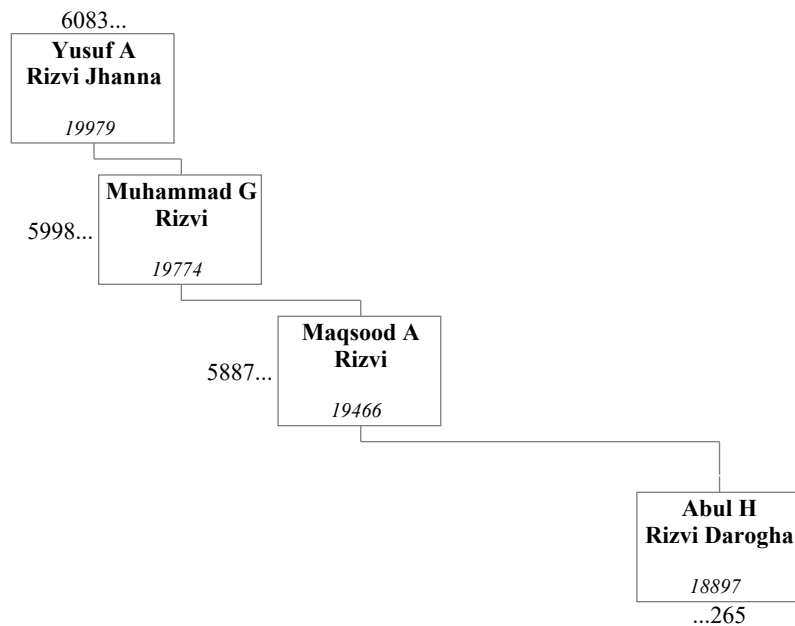 6083...
Yusuf A
Rizvi Jhanna
19979
Muhammad G
Rizvi
5998...
19774
Maqsood A
Rizvi
5887...
19466
Abul H
Rizvi Darogha
18897
...265